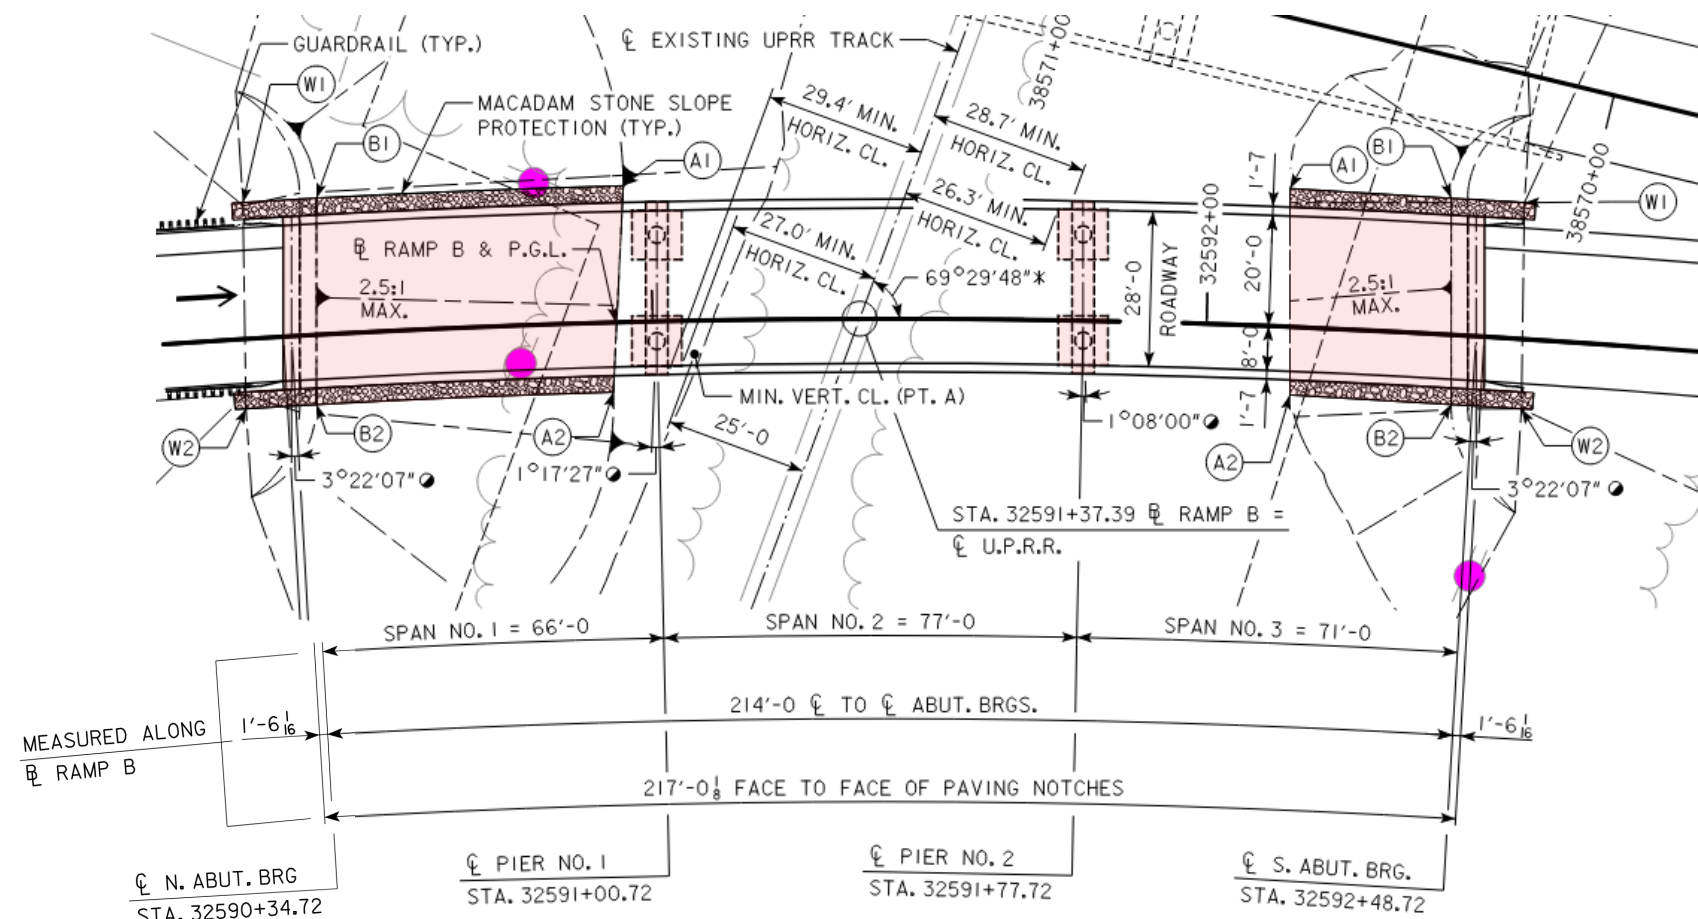 GUARDRAIL (TYP.)
℄ EXISTING UPRR TRACK
38571+00
W1
MACADAM STONE SLOPE
PROTECTION (TYP.)
B1
A1
29.4' MIN.
HORIZ. CL.
28.7' MIN.
HORIZ. CL.
26.3' MIN.
HORIZ. CL.
27.0' MIN.
HORIZ. CL.
1'-7
A1
B1
W1
38570+00
32592+00
℄ RAMP B & P.G.L.
2.5:1
MAX.
69°29'48"*
28'-0
ROADWAY
20'-0
8'-0
1'-7
2.5:1
MAX.
MIN. VERT. CL. (PT. A)
25'-0
1°08'00"
W2
B2
A2
3°22'07"
1°17'27"
A2
B2
W2
3°22'07"
STA. 32591+37.39 ℄ RAMP B =
℄ U.P.R.R.
SPAN NO. 1 = 66'-0
SPAN NO. 2 = 77'-0
SPAN NO. 3 = 71'-0
214'-0 ℄ TO ℄ ABUT. BRGS.
MEASURED ALONG
℄ RAMP B
1'-6 1/16
1'-6 1/16
217'-0 1/8 FACE TO FACE OF PAVING NOTCHES
℄ N. ABUT. BRG
STA. 32590+34.72
℄ PIER NO. 1
STA. 32591+00.72
℄ PIER NO. 2
STA. 32591+77.72
℄ S. ABUT. BRG.
STA. 32592+48.72